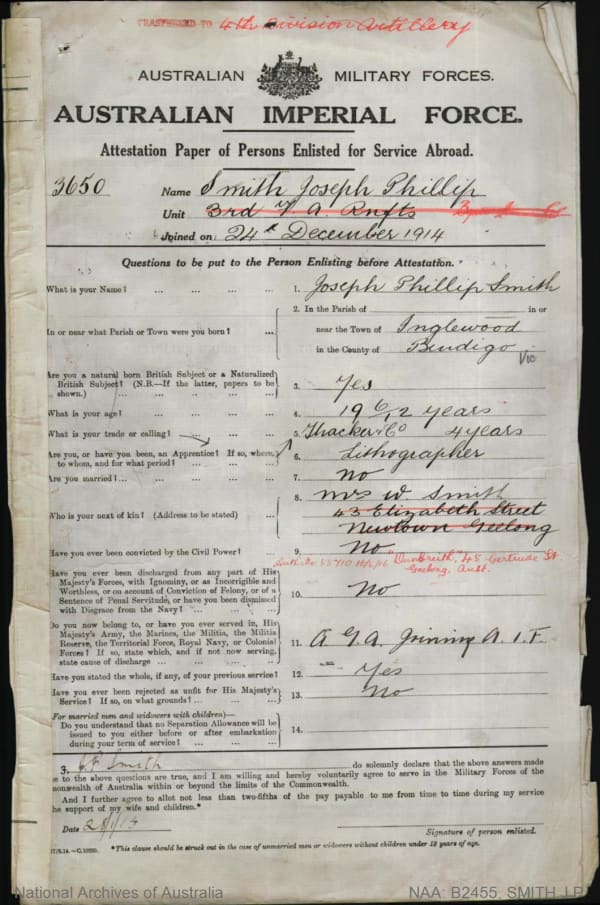 TRANSFERRED TO 4th Division Artillery
AUSTRALIAN MILITARY FORCES.
AUSTRALIAN IMPERIAL FORCE.
Attestation Paper of Persons Enlisted for Service Abroad.
3650 Name Smith Joseph Phillip
Unit 3rd F. A. Rnfts
Joined on 24th December 1914
Questions to be put to the Person Enlisting before Attestation.
What is your Name? ... ... ... ... 1. Joseph Phillip Smith
2. In the Parish of in or
In or near what Parish or Town were you born? ... near the Town of Inglewood
in the County of Bendigo Vic
Are you a natural born British Subject or a Naturalized
British Subject? (N.B.—If the latter, papers to be
shown.) ... ... ... ... 3. Yes
What is your age? ... ... ... ... 4. 19 6/12 years
What is your trade or calling? ... ... ... 5. Thacker & Co 4 years
Are you, or have you been, an Apprentice? If so, where,
to whom, and for what period? ... ... ... 6. Lithographer
Are you married? ... ... ... ... 7. No
8. Mrs W. Smith
Who is your next of kin? (Address to be stated) ... 43 Elizabeth Street
Newtown Geelong
Have you ever been convicted by the Civil Power? ... 9. No
45 Gertrude St
Geelong, Aust.
Have you ever been discharged from any part of His
Majesty's Forces, with Ignominy, or as Incorrigible and
Worthless, or on account of Conviction of Felony, or of a
Sentence of Penal Servitude, or have you been dismissed
with Disgrace from the Navy? ... ... ... 10. No
Do you now belong to, or have you ever served in, His
Majesty's Army, the Marines, the Militia, the Militia
Reserve, the Territorial Force, Royal Navy, or Colonial
Forces? If so, state which, and if not now serving,
state cause of discharge ... ... ... 11. A G A Joining A. I. F
Have you stated the whole, if any, of your previous service? 12. Yes
Have you ever been rejected as unfit for His Majesty's
Service? If so, on what grounds? ... ... 13. No
(For married men and widowers with children)—
Do you understand that no Separation Allowance will be
issued to you either before or after embarkation
during your term of service? ... ... ... 14.
3. J. P. Smith do solemnly declare that the above answers made
to the above questions are true, and I am willing and hereby voluntarily agree to serve in the Military Forces of the
nonwealth of Australia within or beyond the limits of the Commonwealth.
And I further agree to allot not less than two-fifths of the pay payable to me from time to time during my service
he support of my wife and children.*
Date
Signature of person enlisted.
*This clause should be struck out in the case of unmarried men or widowers without children under 18 years of age.
National Archives of Australia NAA: B2455, SMITH J P